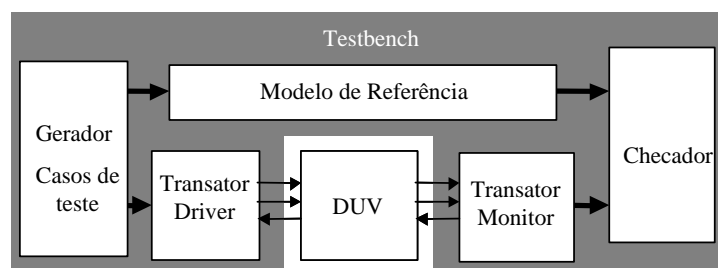 Testbench
Modelo de Referência
Gerador
Casos de
teste
Transator
Driver
DUV
Transator
Monitor
Checador